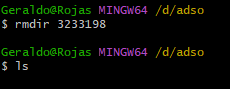 Geraldo@Rojas MINGW64 /d/adso
$ rmdir 3233198
Geraldo@Rojas MINGW64 /d/adso
$ ls